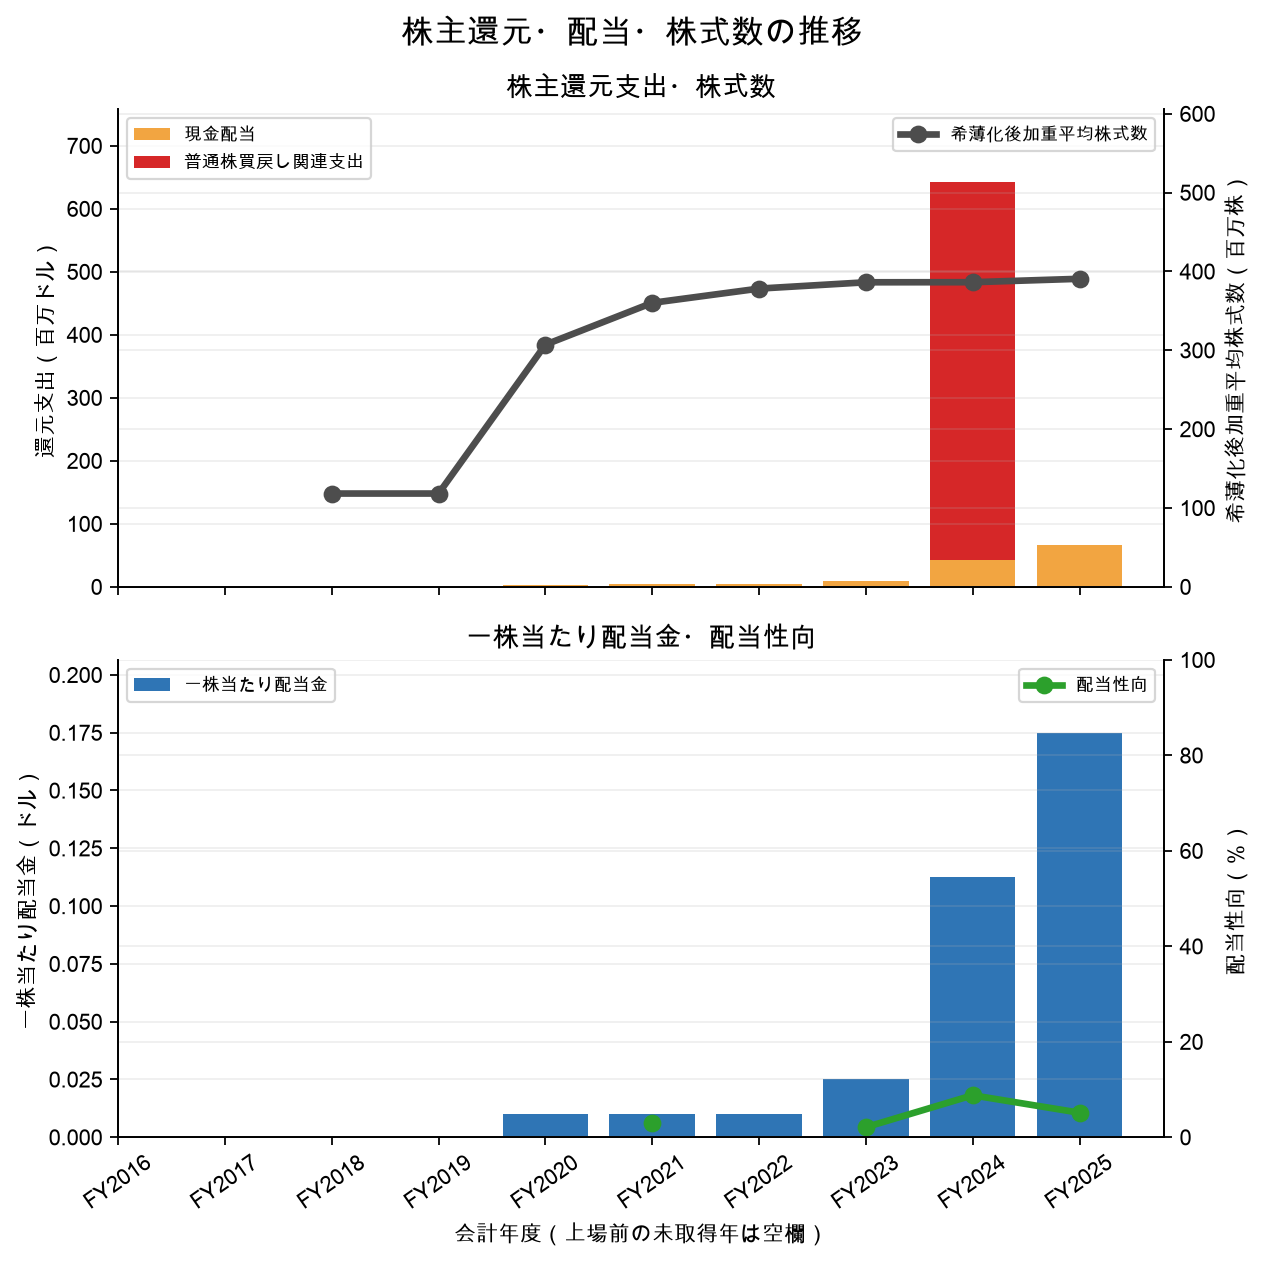 株主還元・配当・株式数の推移
株主還元支出・株式数
現金配当
普通株買戻し関連支出
希薄化後加重平均株式数
還元支出(百万ドル)
700
600
500
400
300
200
100
0
600
500
400
300
200
100
0
希薄化後加重平均株式数(百万株)
一株当たり配当金・配当性向
一株当たり配当金
配当性向
一株当たり配当金(ドル)
0.200
0.175
0.150
0.125
0.100
0.075
0.050
0.025
0.000
100
80
60
40
20
0
配当性向(%)
FY2016
FY2017
FY2018
FY2019
FY2020
FY2021
FY2022
FY2023
FY2024
FY2025
会計年度(上場前の未取得年は空欄)